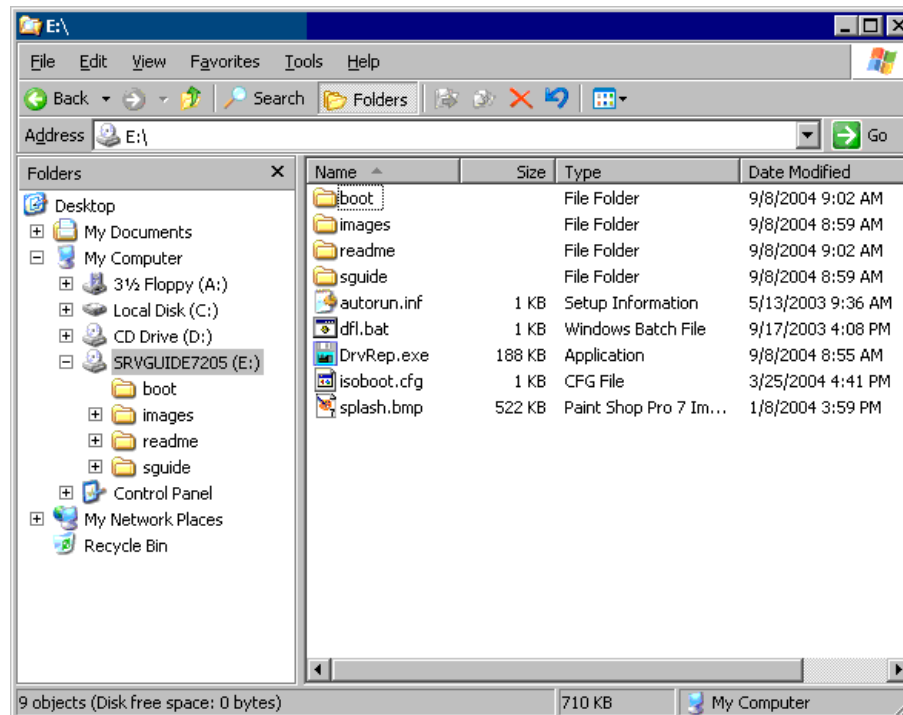 E:\
File Edit View Favorites Tools Help
Back Search Folders
Address E:\ Go
Folders x
Desktop
My Documents
My Computer
3½ Floppy (A:)
Local Disk (C:)
CD Drive (D:)
SRVGUIDE7205 (E:)
boot
images
readme
sguide
Control Panel
My Network Places
Recycle Bin
Name Size Type Date Modified
boot File Folder 9/8/2004 9:02 AM
images File Folder 9/8/2004 8:59 AM
readme File Folder 9/8/2004 9:02 AM
sguide File Folder 9/8/2004 8:59 AM
autorun.inf 1 KB Setup Information 5/13/2003 9:36 AM
dfl.bat 1 KB Windows Batch File 9/17/2003 4:08 PM
DrvRep.exe 188 KB Application 9/8/2004 8:55 AM
isoboot.cfg 1 KB CFG File 3/25/2004 4:41 PM
splash.bmp 522 KB Paint Shop Pro 7 Im... 1/8/2004 3:59 PM
9 objects (Disk free space: 0 bytes) 710 KB My Computer